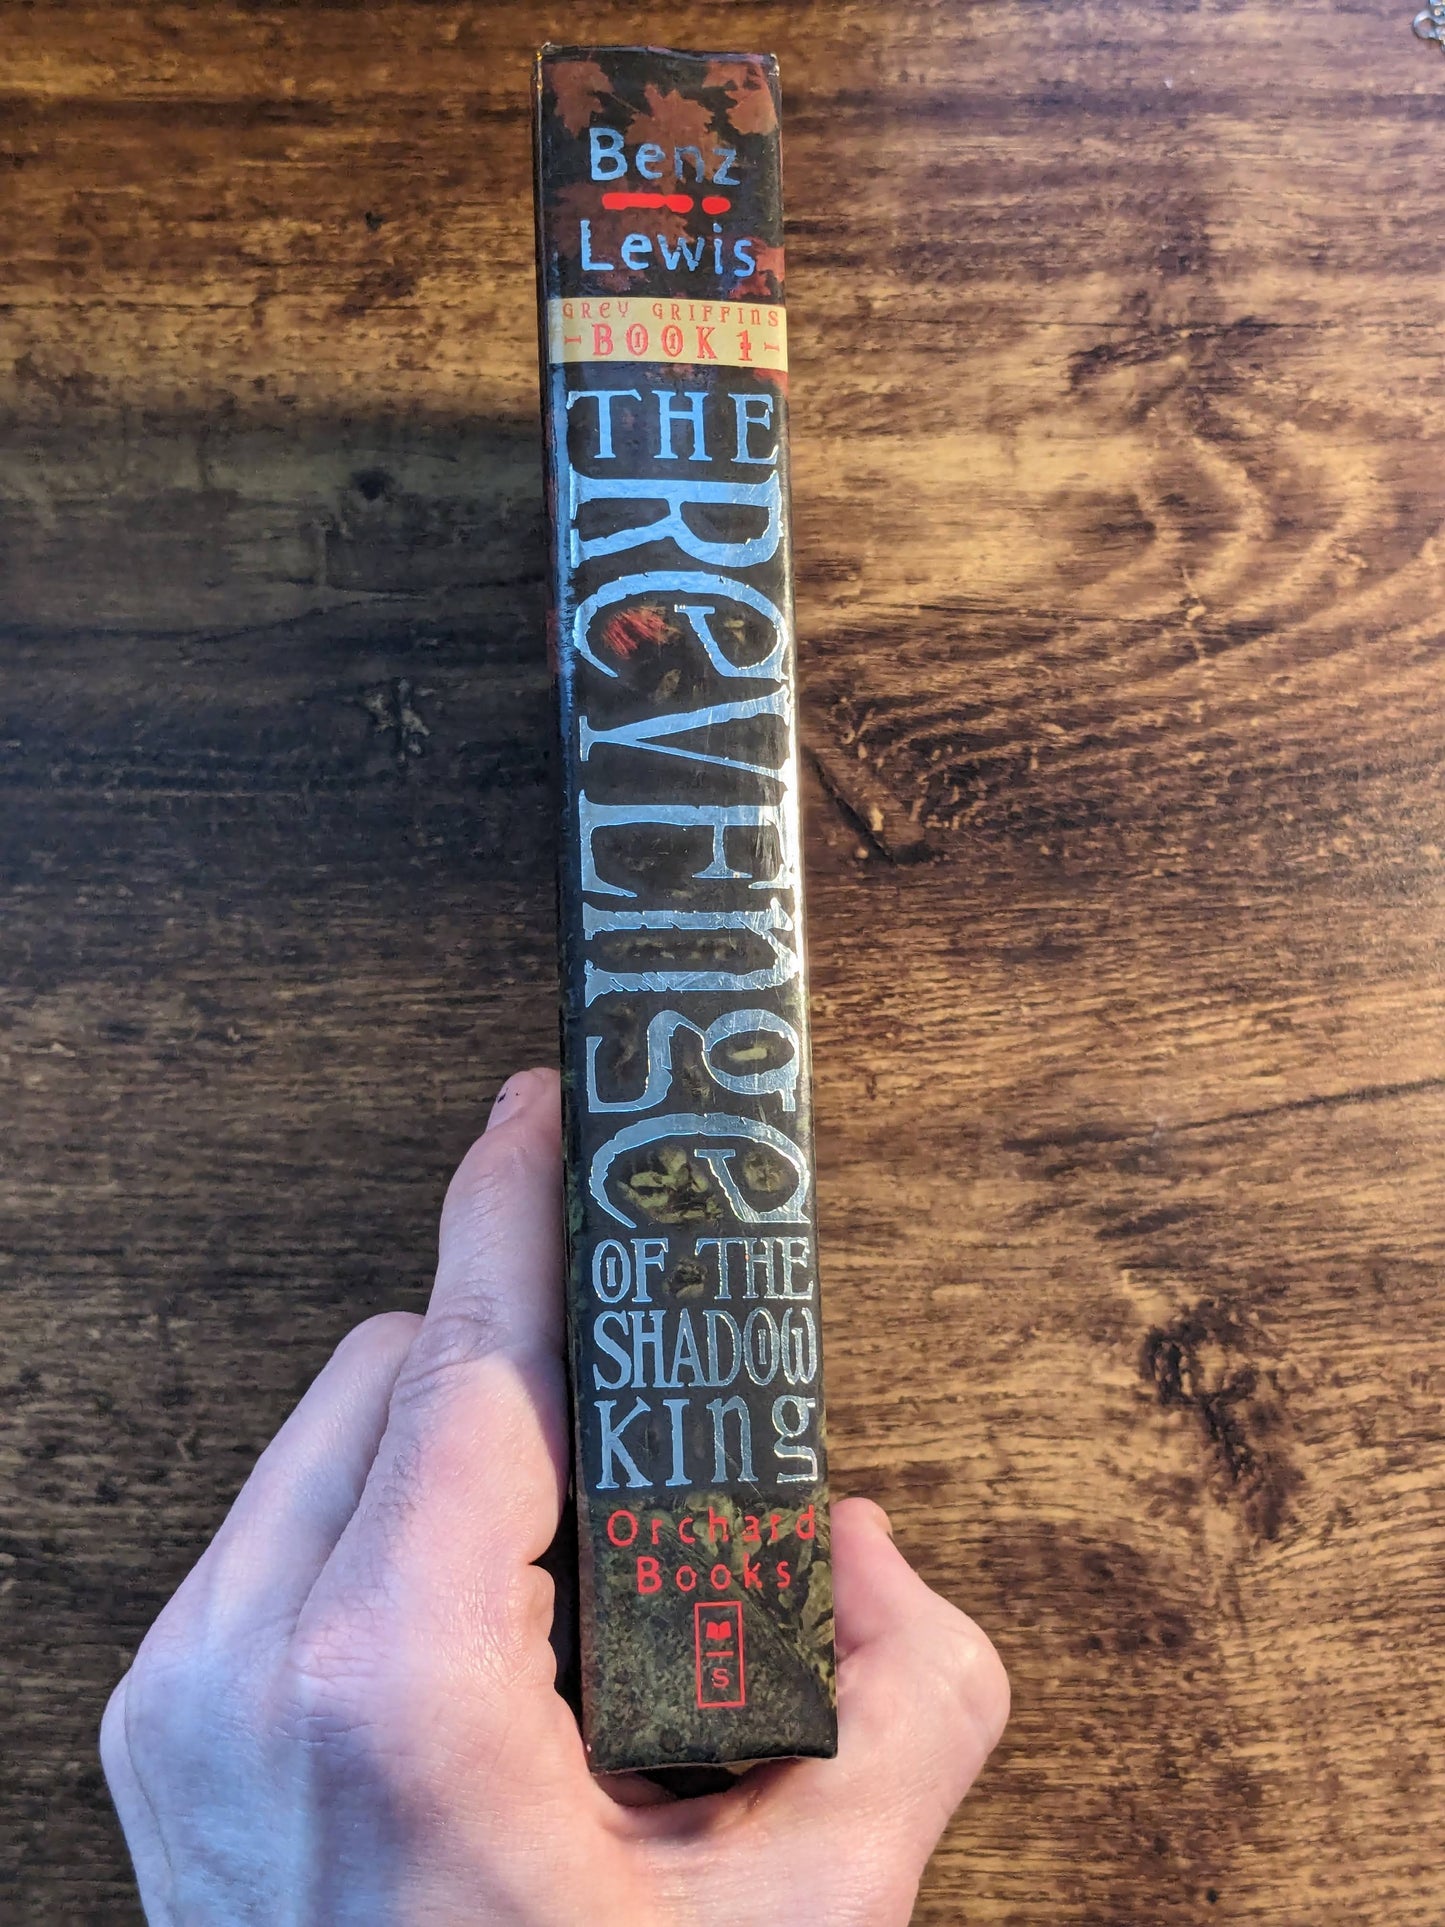 Benz
Lewis
GREY GRIFFINS
BOOK 1
THE
REVENGE
OF THE
SHADOW
KING
Orchard
Books
S